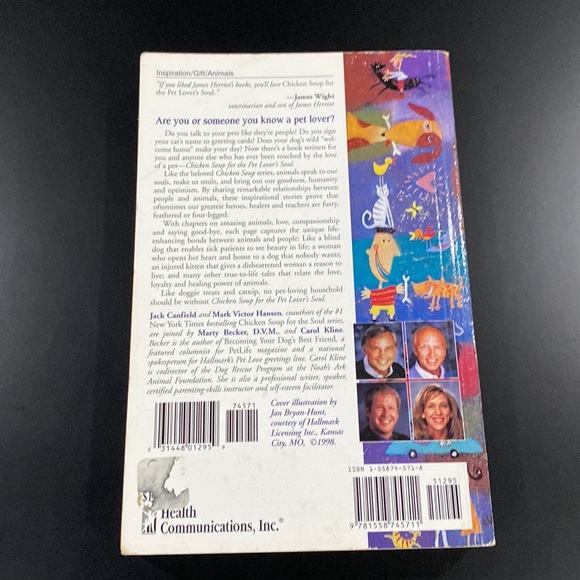 Inspiration/Gift/Animals
"If you liked James Herriot's books, you'll love Chicken Soup for
the Pet Lover's Soul."
—James Wight
veterinarian and son of James Herriot
Are you or someone you know a pet lover?
Do you talk to your pets like they're people? Do you sign
your cat's name to greeting cards? Does your dog's wild "wel-
come home" make your day? Now there's a book written for
you and anyone else who has ever been touched by the love
of a pet—Chicken Soup for the Pet Lover's Soul.
Like the beloved Chicken Soup series, animals speak to our
souls, make us smile, and bring out our goodness, humanity
and optimism. By sharing remarkable relationships between
people and animals, these inspirational stories prove that
oftentimes our greatest heroes, healers and teachers are furry,
feathered or four-legged.
With chapters on amazing animals, love, companionship
and saying good-bye, each page captures the unique life-
enhancing bonds between animals and people: Like a blind
dog that enables sick patients to see beauty in life; a woman
who opens her heart and home to a dog that nobody wants;
an injured kitten that gives a disheartened woman a reason to
live; and many other true-to-life tales that relate the love,
loyalty and healing power of animals.
Like doggie treats and catnip, no pet-loving household
should be without Chicken Soup for the Pet Lover's Soul.
Jack Canfield and Mark Victor Hansen, coauthors of the #1
New York Times bestselling Chicken Soup for the Soul series,
are joined by Marty Becker, D.V.M., and Carol Kline.
Becker is the author of Becoming Your Dog's Best Friend, a
featured columnist for PetLife magazine and a national
spokesperson for Hallmark's Pet Love greetings line. Carol Kline
is codirector of the Dog Rescue Program at the Noah's Ark
Animal Foundation. She is also a professional writer, speaker,
certified parenting-skills instructor and self-esteem facilitator.
74571
0 31448 01295 9
Cover illustration by
Jan Bryan-Hunt,
courtesy of Hallmark
Licensing Inc., Kansas
City, MO, ©1998.
Health
Communications, Inc.®
ISBN 1-55874-571-8
51295
9 781558 745711